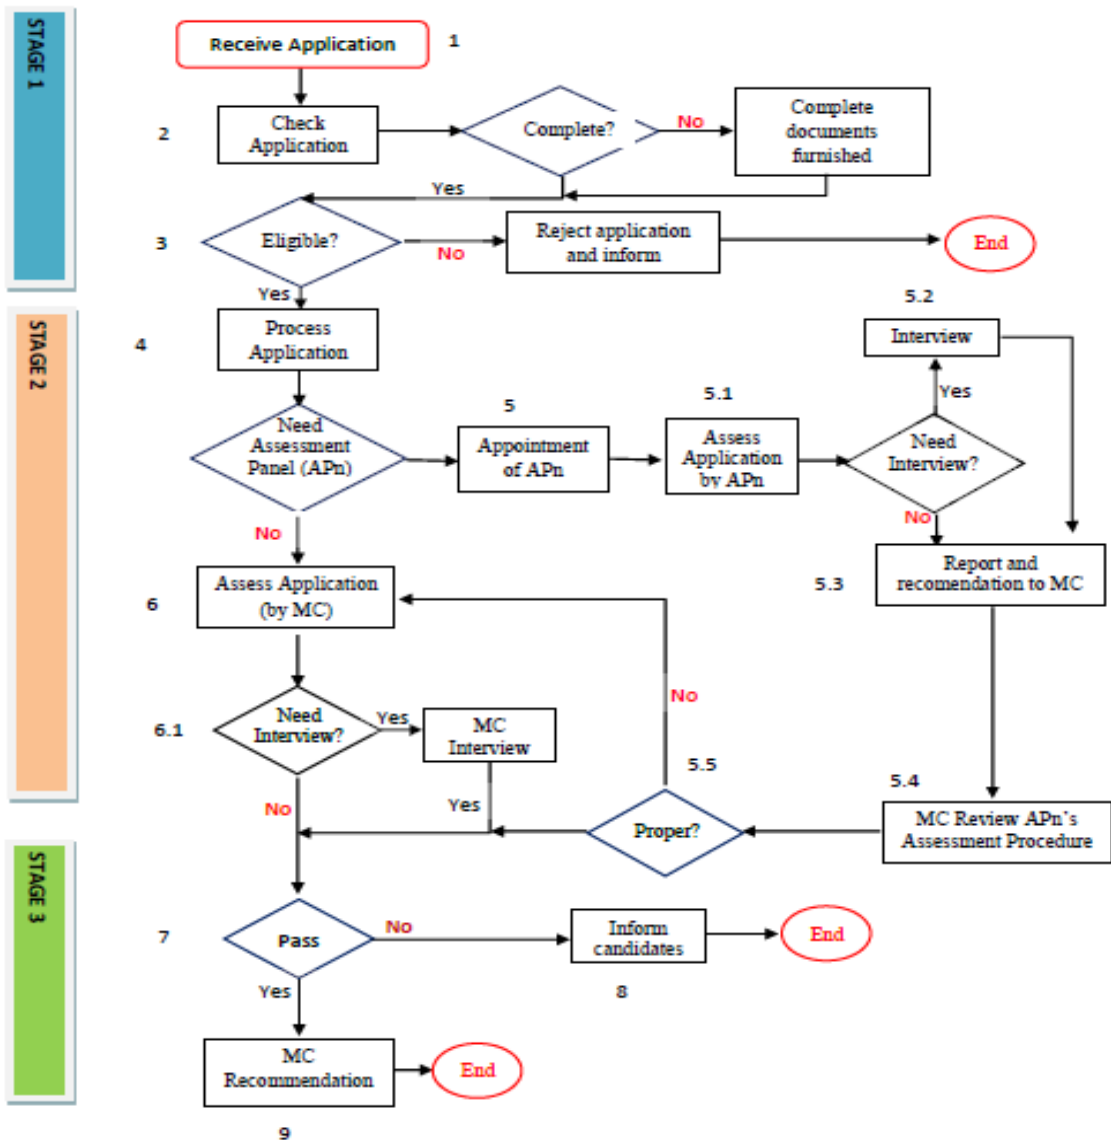 STAGE 1
Receive Application
1
2
Check
Application
Complete?
No
Complete
documents
furnished
Yes
3
Eligible?
No
Reject application
and inform
End
Yes
STAGE 2
4
Process
Application
5.2
Interview
Yes
Need
Assessment
Panel (APn)
5
Appointment
of APn
5.1
Assess
Application
by APn
Need
Interview?
No
No
6
Assess Application
(by MC)
5.3
Report and
recomendation to MC
No
6.1
Need
Interview?
Yes
MC
Interview
5.5
5.4
No
Yes
Proper?
MC Review APn's
Assessment Procedure
STAGE 3
7
Pass
No
Inform
candidates
End
8
Yes
MC
Recommendation
End
9